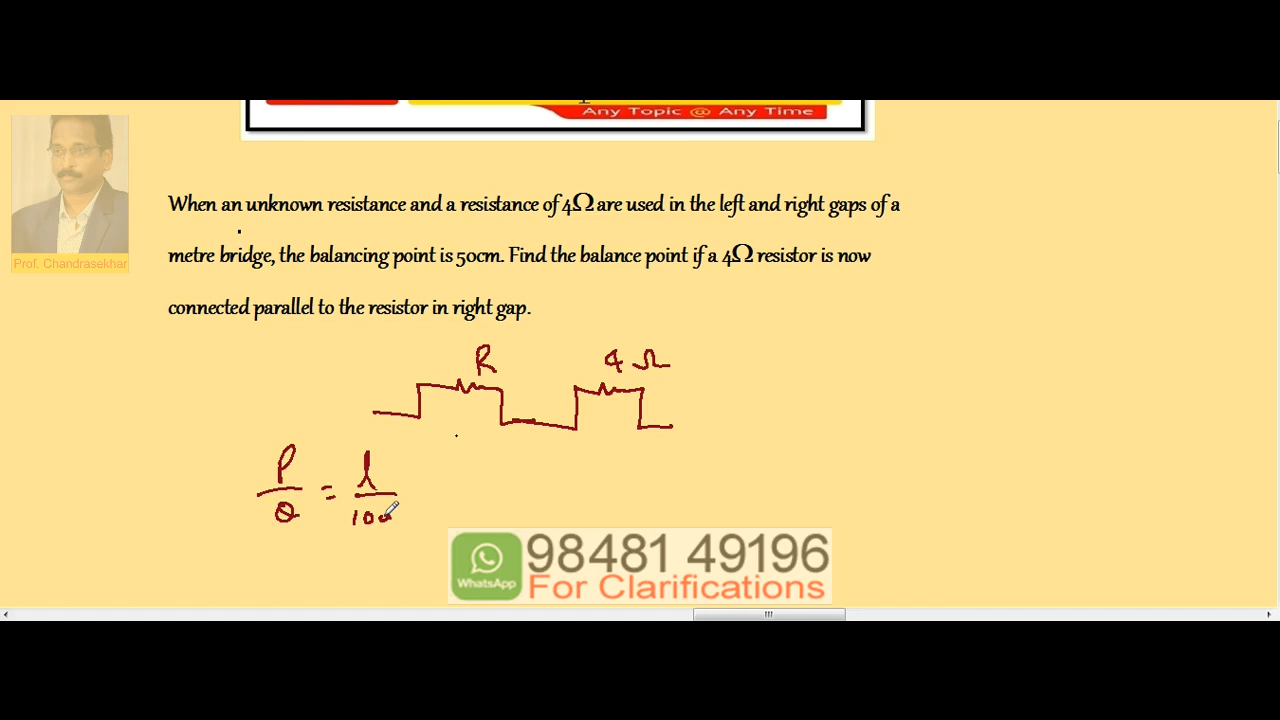 Any Topic @ Any Time
Prof. Chandrasekhar
When an unknown resistance and a resistance of 4Ω are used in the left and right gaps of a
metre bridge, the balancing point is 50cm. Find the balance point if a 4Ω resistor is now
connected parallel to the resistor in right gap.
R 4 Ω
P/Q = l/100
WhatsApp
98481 49196
For Clarifications